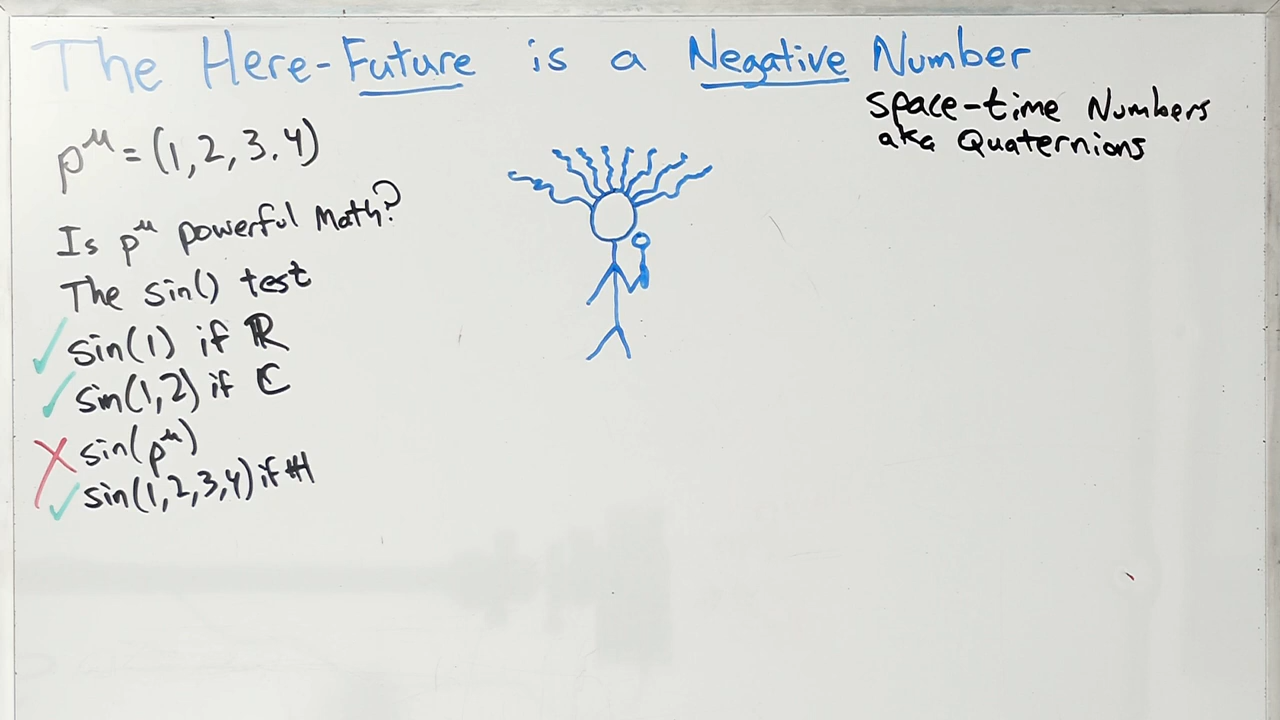 The Here-Future is a Negative Number
Space-time Numbers
aka Quaternions
p^μ = (1, 2, 3, 4)
Is p^μ powerful Math?
The sin() test
✓ sin(1) if ℝ
✓ sin(1,2) if ℂ
✗ sin(p^μ)
✓ sin(1,2,3,4) if ℍ